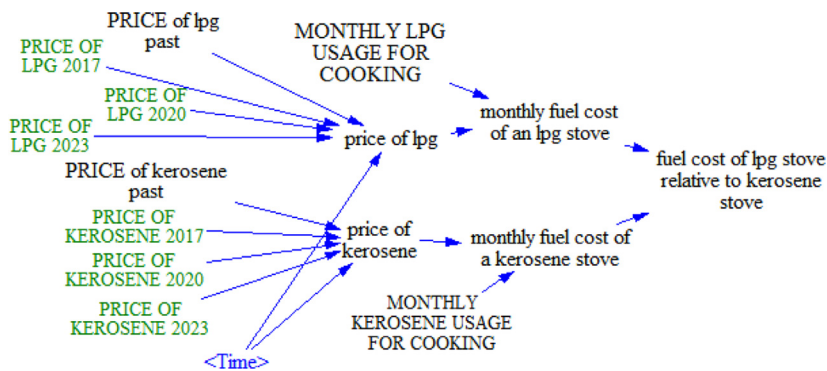 PRICE of lpg
past
PRICE OF
LPG 2017
MONTHLY LPG
USAGE FOR
COOKING
PRICE OF
LPG 2020
PRICE OF
LPG 2023
price of lpg
monthly fuel cost
of an lpg stove
fuel cost of lpg stove
relative to kerosene
stove
PRICE of kerosene
past
PRICE OF
KEROSENE 2017
PRICE OF
KEROSENE 2020
PRICE OF
KEROSENE 2023
price of
kerosene
monthly fuel cost of
a kerosene stove
MONTHLY
KEROSENE USAGE
FOR COOKING
<Time>